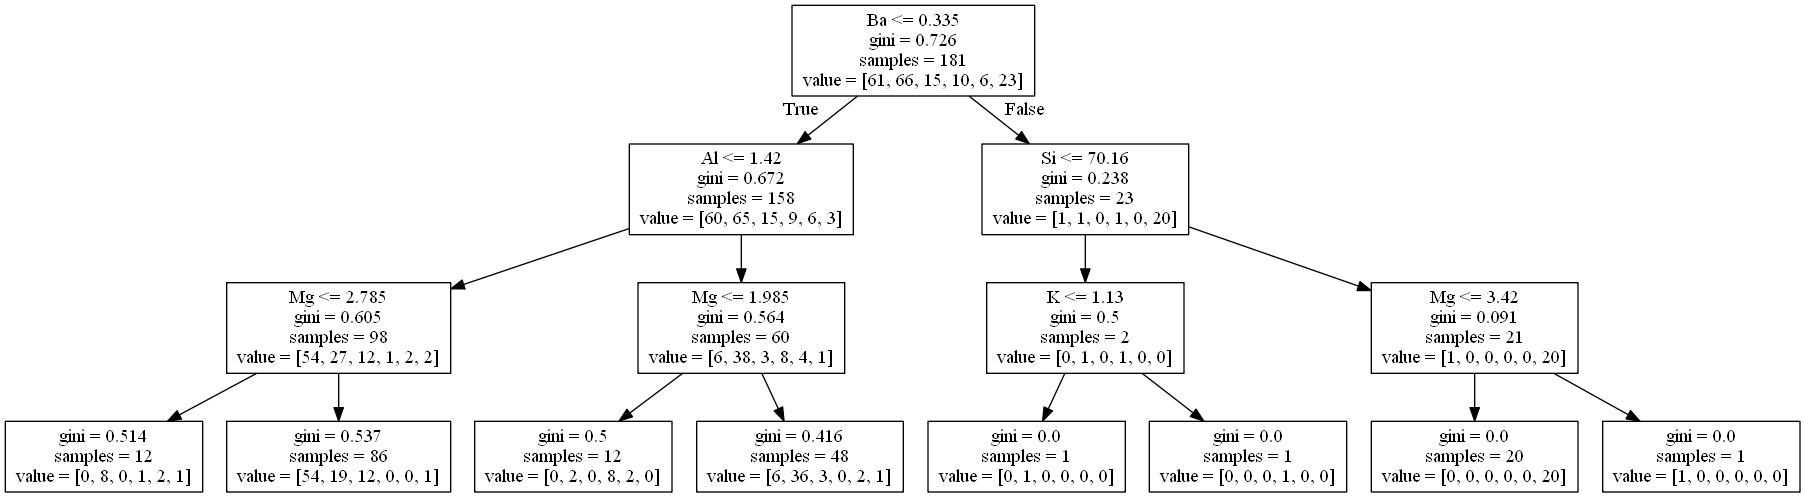 Ba <= 0.335
gini = 0.726
samples = 181
value = [61, 66, 15, 10, 6, 23]
True
False
Al <= 1.42
gini = 0.672
samples = 158
value = [60, 65, 15, 9, 6, 3]
Si <= 70.16
gini = 0.238
samples = 23
value = [1, 1, 0, 1, 0, 20]
Mg <= 2.785
gini = 0.605
samples = 98
value = [54, 27, 12, 1, 2, 2]
Mg <= 1.985
gini = 0.564
samples = 60
value = [6, 38, 3, 8, 4, 1]
K <= 1.13
gini = 0.5
samples = 2
value = [0, 1, 0, 1, 0, 0]
Mg <= 3.42
gini = 0.091
samples = 21
value = [1, 0, 0, 0, 0, 20]
gini = 0.514
samples = 12
value = [0, 8, 0, 1, 2, 1]
gini = 0.537
samples = 86
value = [54, 19, 12, 0, 0, 1]
gini = 0.5
samples = 12
value = [0, 2, 0, 8, 2, 0]
gini = 0.416
samples = 48
value = [6, 36, 3, 0, 2, 1]
gini = 0.0
samples = 1
value = [0, 1, 0, 0, 0, 0]
gini = 0.0
samples = 1
value = [0, 0, 0, 1, 0, 0]
gini = 0.0
samples = 20
value = [0, 0, 0, 0, 0, 20]
gini = 0.0
samples = 1
value = [1, 0, 0, 0, 0, 0]